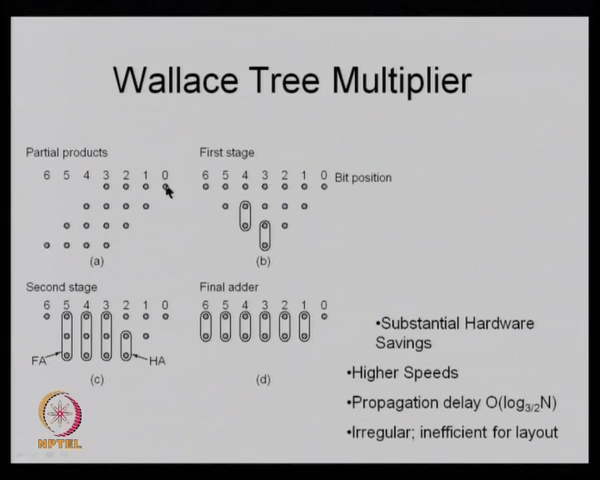 Wallace Tree Multiplier
Partial products
6 5 4 3 2 1 0
(a)
First stage
6 5 4 3 2 1 0 Bit position
(b)
Second stage
6 5 4 3 2 1 0
FA HA
(c)
Final adder
6 5 4 3 2 1 0
(d)
•Substantial Hardware
Savings
•Higher Speeds
•Propagation delay O(log3/2N)
•Irregular; inefficient for layout
NPTEL